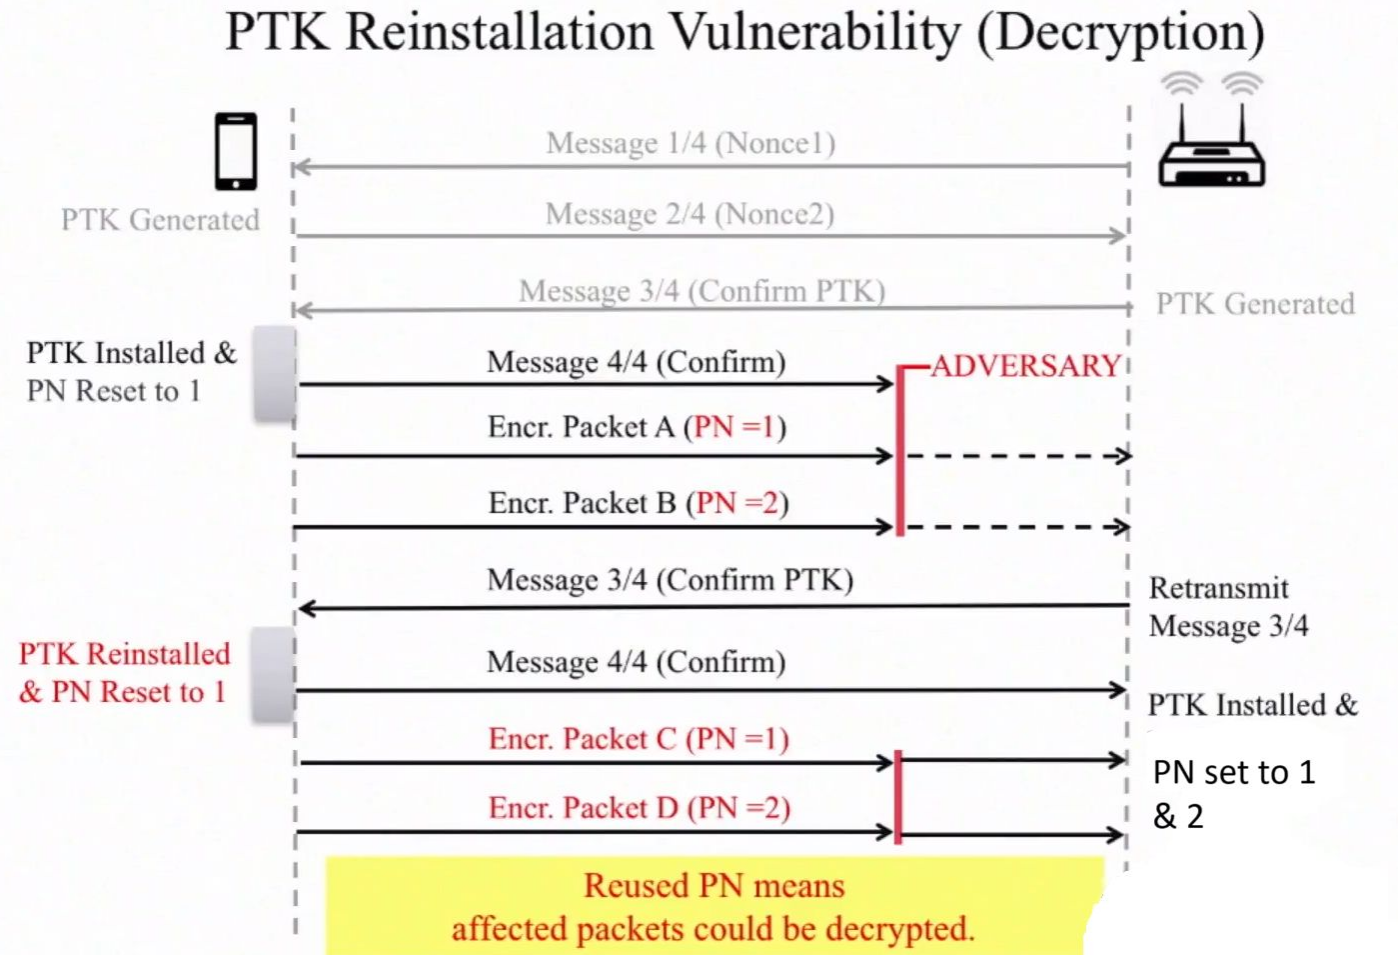 PTK Reinstallation Vulnerability (Decryption)
Message 1/4 (Nonce1)
PTK Generated
Message 2/4 (Nonce2)
Message 3/4 (Confirm PTK)
PTK Generated
PTK Installed &
PN Reset to 1
Message 4/4 (Confirm)
ADVERSARY
Encr. Packet A (PN =1)
Encr. Packet B (PN =2)
Message 3/4 (Confirm PTK)
Retransmit
Message 3/4
PTK Reinstalled
& PN Reset to 1
Message 4/4 (Confirm)
PTK Installed &
PN set to 1
& 2
Encr. Packet C (PN =1)
Encr. Packet D (PN =2)
Reused PN means
affected packets could be decrypted.